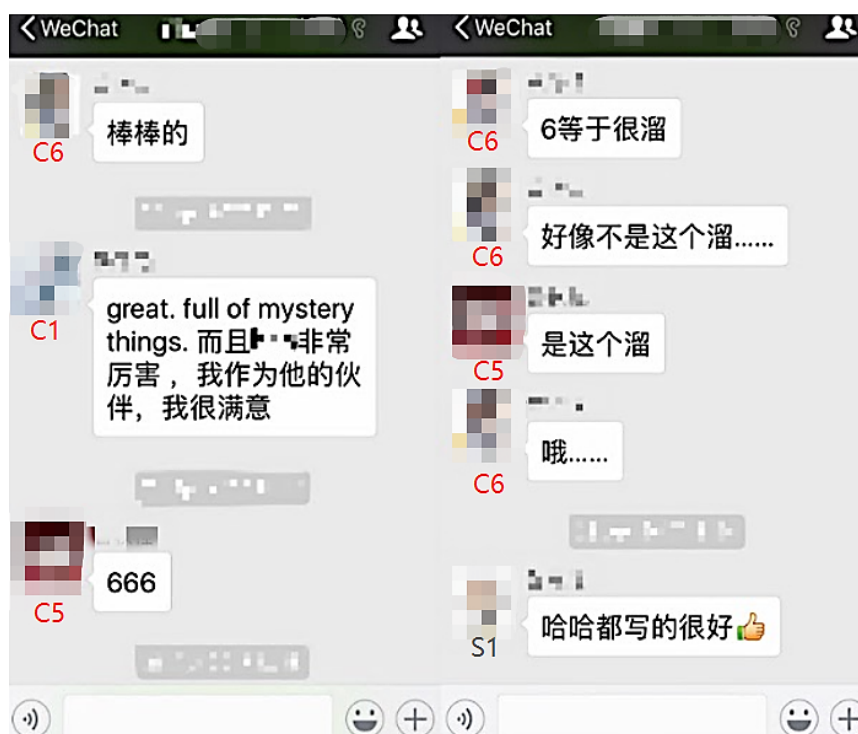 WeChat
棒棒的
C6
great. full of mystery
things. 而且非常
厉害，我作为他的伙
伴，我很满意
C1
666
C5
WeChat
6等于很溜
C6
好像不是这个溜……
C6
是这个溜
C5
哦……
C6
哈哈都写的很好👍
S1